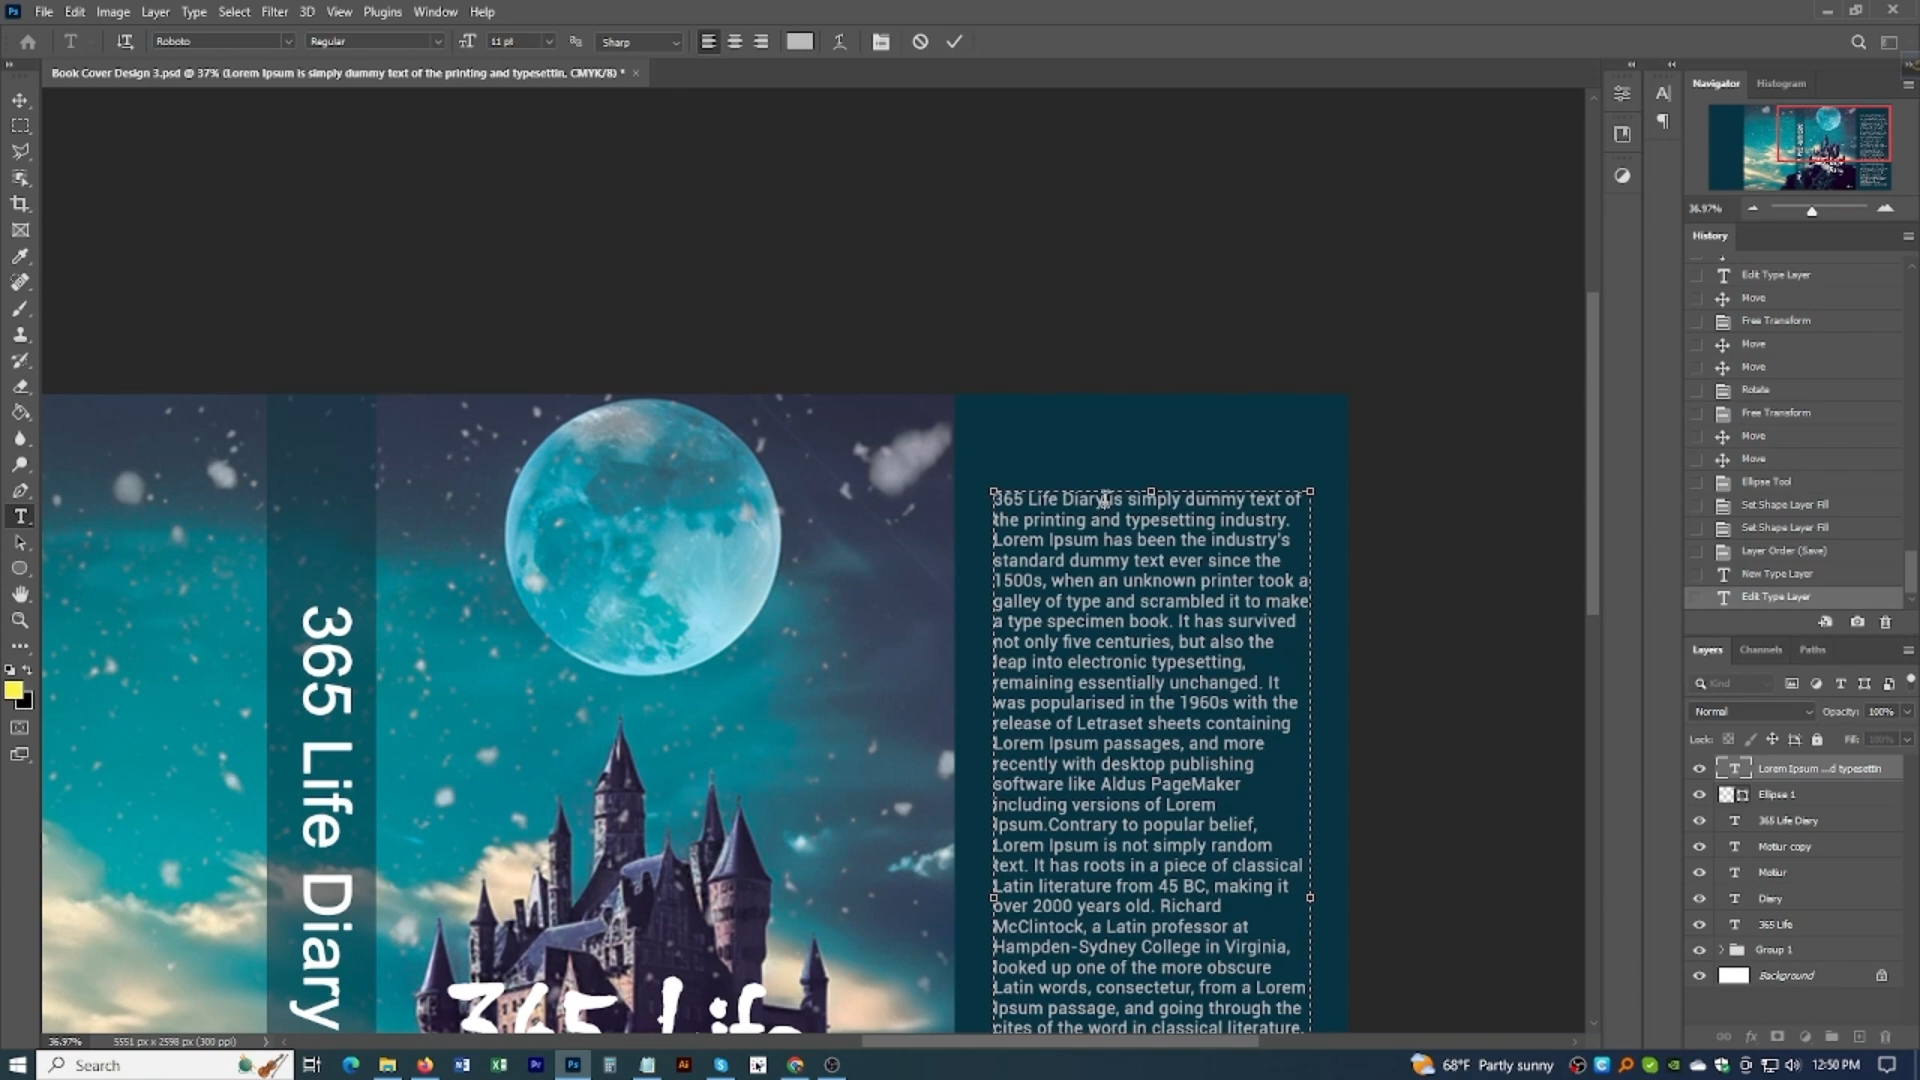 File Edit Image Layer Type Select Filter 3D View Plugins Window Help
Roboto Regular 11 pt Sharp
Book Cover Design 3.psd @ 37% (Lorem Ipsum is simply dummy text of the printing and typesettin, CMYK/8) *
365 Life Diary
365 Life
365 Life Diary is simply dummy text of
the printing and typesetting industry.
Lorem Ipsum has been the industry's
standard dummy text ever since the
1500s, when an unknown printer took a
galley of type and scrambled it to make
a type specimen book. It has survived
not only five centuries, but also the
leap into electronic typesetting,
remaining essentially unchanged. It
was popularised in the 1960s with the
release of Letraset sheets containing
Lorem Ipsum passages, and more
recently with desktop publishing
software like Aldus PageMaker
including versions of Lorem
Ipsum.Contrary to popular belief,
Lorem Ipsum is not simply random
text. It has roots in a piece of classical
Latin literature from 45 BC, making it
over 2000 years old. Richard
McClintock, a Latin professor at
Hampden-Sydney College in Virginia,
looked up one of the more obscure
Latin words, consectetur, from a Lorem
Ipsum passage, and going through the
cites of the word in classical literature,
Navigator Histogram
36.97%
History
Edit Type Layer
Move
Free Transform
Move
Move
Rotate
Free Transform
Move
Move
Ellipse Tool
Set Shape Layer Fill
Set Shape Layer Fill
Layer Order (Save)
New Type Layer
Edit Type Layer
Layers Channels Paths
Kind
Normal Opacity: 100%
Lock: Fill: 100%
Lorem Ipsum ...d typesettin
Ellipse 1
365 Life Diary
Motiur copy
Motiur
Diary
365 Life
Group 1
Background
36.97% 5551 px x 2598 px (300 ppi)
Search
68°F Partly sunny 12:50 PM